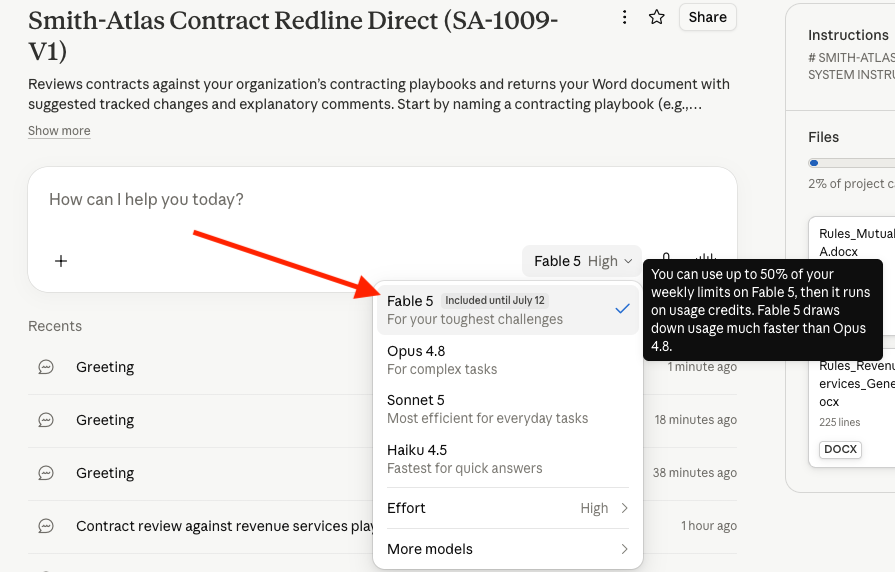 Smith-Atlas Contract Redline Direct (SA-1009-
V1)
Share
Reviews contracts against your organization's contracting playbooks and returns your Word document with
suggested tracked changes and explanatory comments. Start by naming a contracting playbook (e.g.,...
Show more
How can I help you today?
Fable 5 High
Fable 5 Included until July 12
For your toughest challenges
Opus 4.8
For complex tasks
Sonnet 5
Most efficient for everyday tasks
Haiku 4.5
Fastest for quick answers
Effort High
More models
You can use up to 50% of your
weekly limits on Fable 5, then it runs
on usage credits. Fable 5 draws
down usage much faster than Opus
4.8.
Recents
Greeting
1 minute ago
Greeting
18 minutes ago
Greeting
38 minutes ago
Contract review against revenue services play
1 hour ago
Instructions
# SMITH-ATLAS
SYSTEM INSTRU
Files
2% of project c
Rules_Mutual
A.docx
Rules_Revenu
ervices_Gene
ocx
225 lines
DOCX